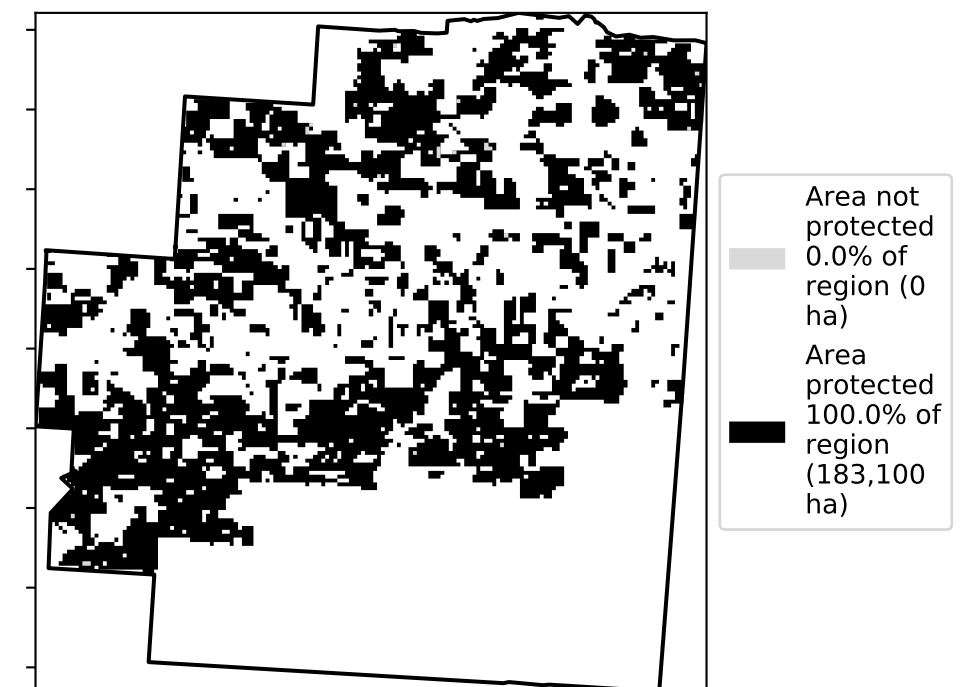 Area not
protected
0.0% of
region (0
ha)
Area
protected
100.0% of
region
(183,100
ha)